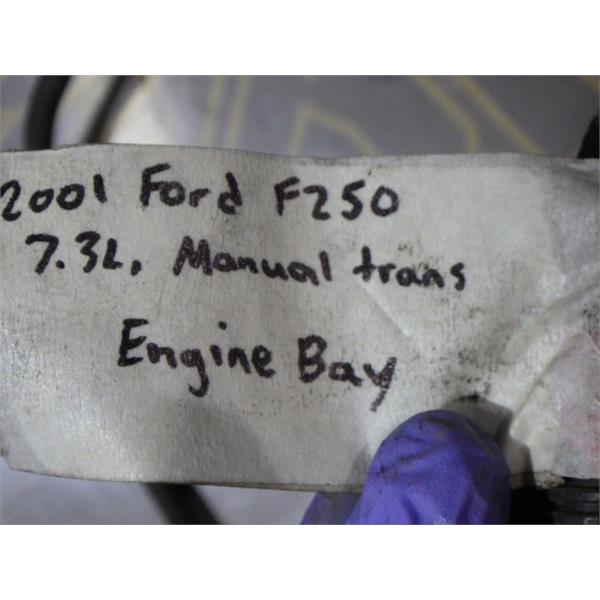 2001 Ford F250
7.3L, Manual trans
Engine Bay